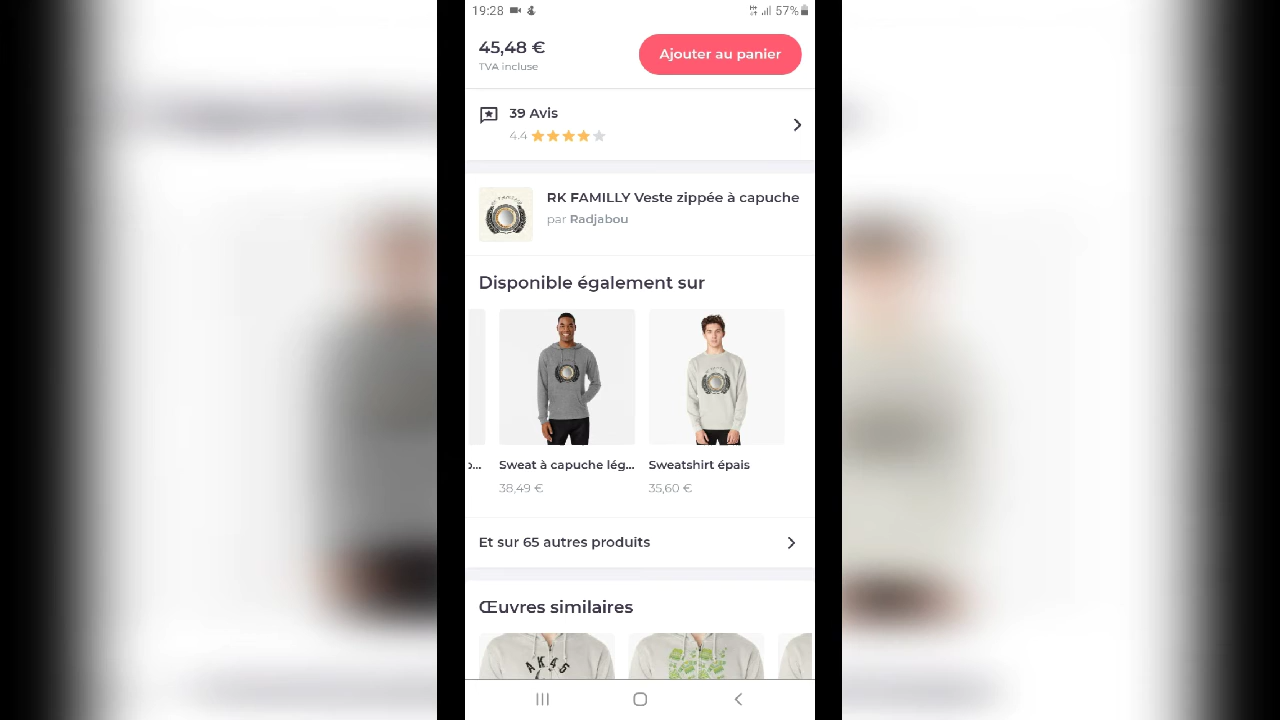 19:28
57%
45,48 €
Ajouter au panier
TVA incluse
39 Avis
4.4
RK FAMILLY Veste zippée à capuche
par Radjabou
Disponible également sur
Sweat à capuche lég...
Sweatshirt épais
38,49 €
35,60 €
Et sur 65 autres produits
Œuvres similaires
AK46